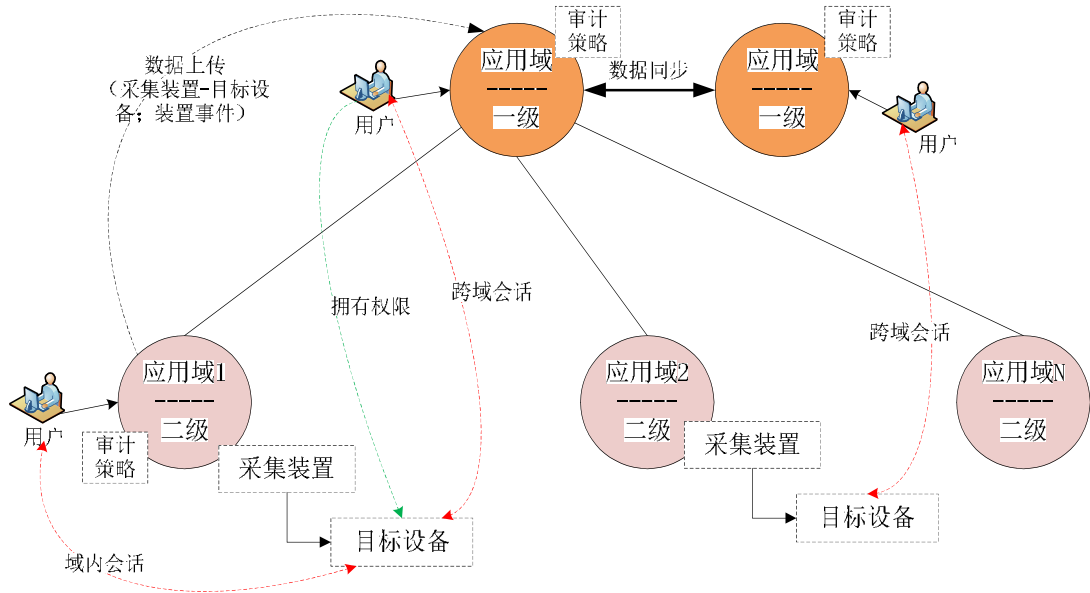 审计
策略
审计
策略
应用域
-----
一级
应用域
-----
一级
数据同步
数据上传
（采集装置-目标设
备；装置事件）
用户
用户
跨域会话
拥有权限
跨域会话
应用域1
-----
二级
应用域2
-----
二级
应用域N
-----
二级
用户
审计
策略
采集装置
采集装置
目标设备
目标设备
域内会话